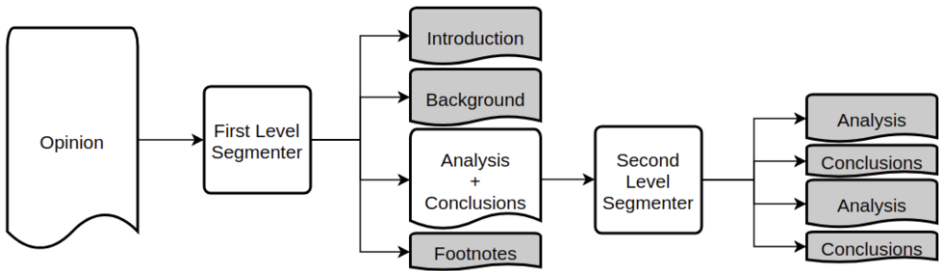 Opinion
First Level
Segmenter
Introduction
Background
Analysis
+
Conclusions
Footnotes
Second
Level
Segmenter
Analysis
Conclusions
Analysis
Conclusions